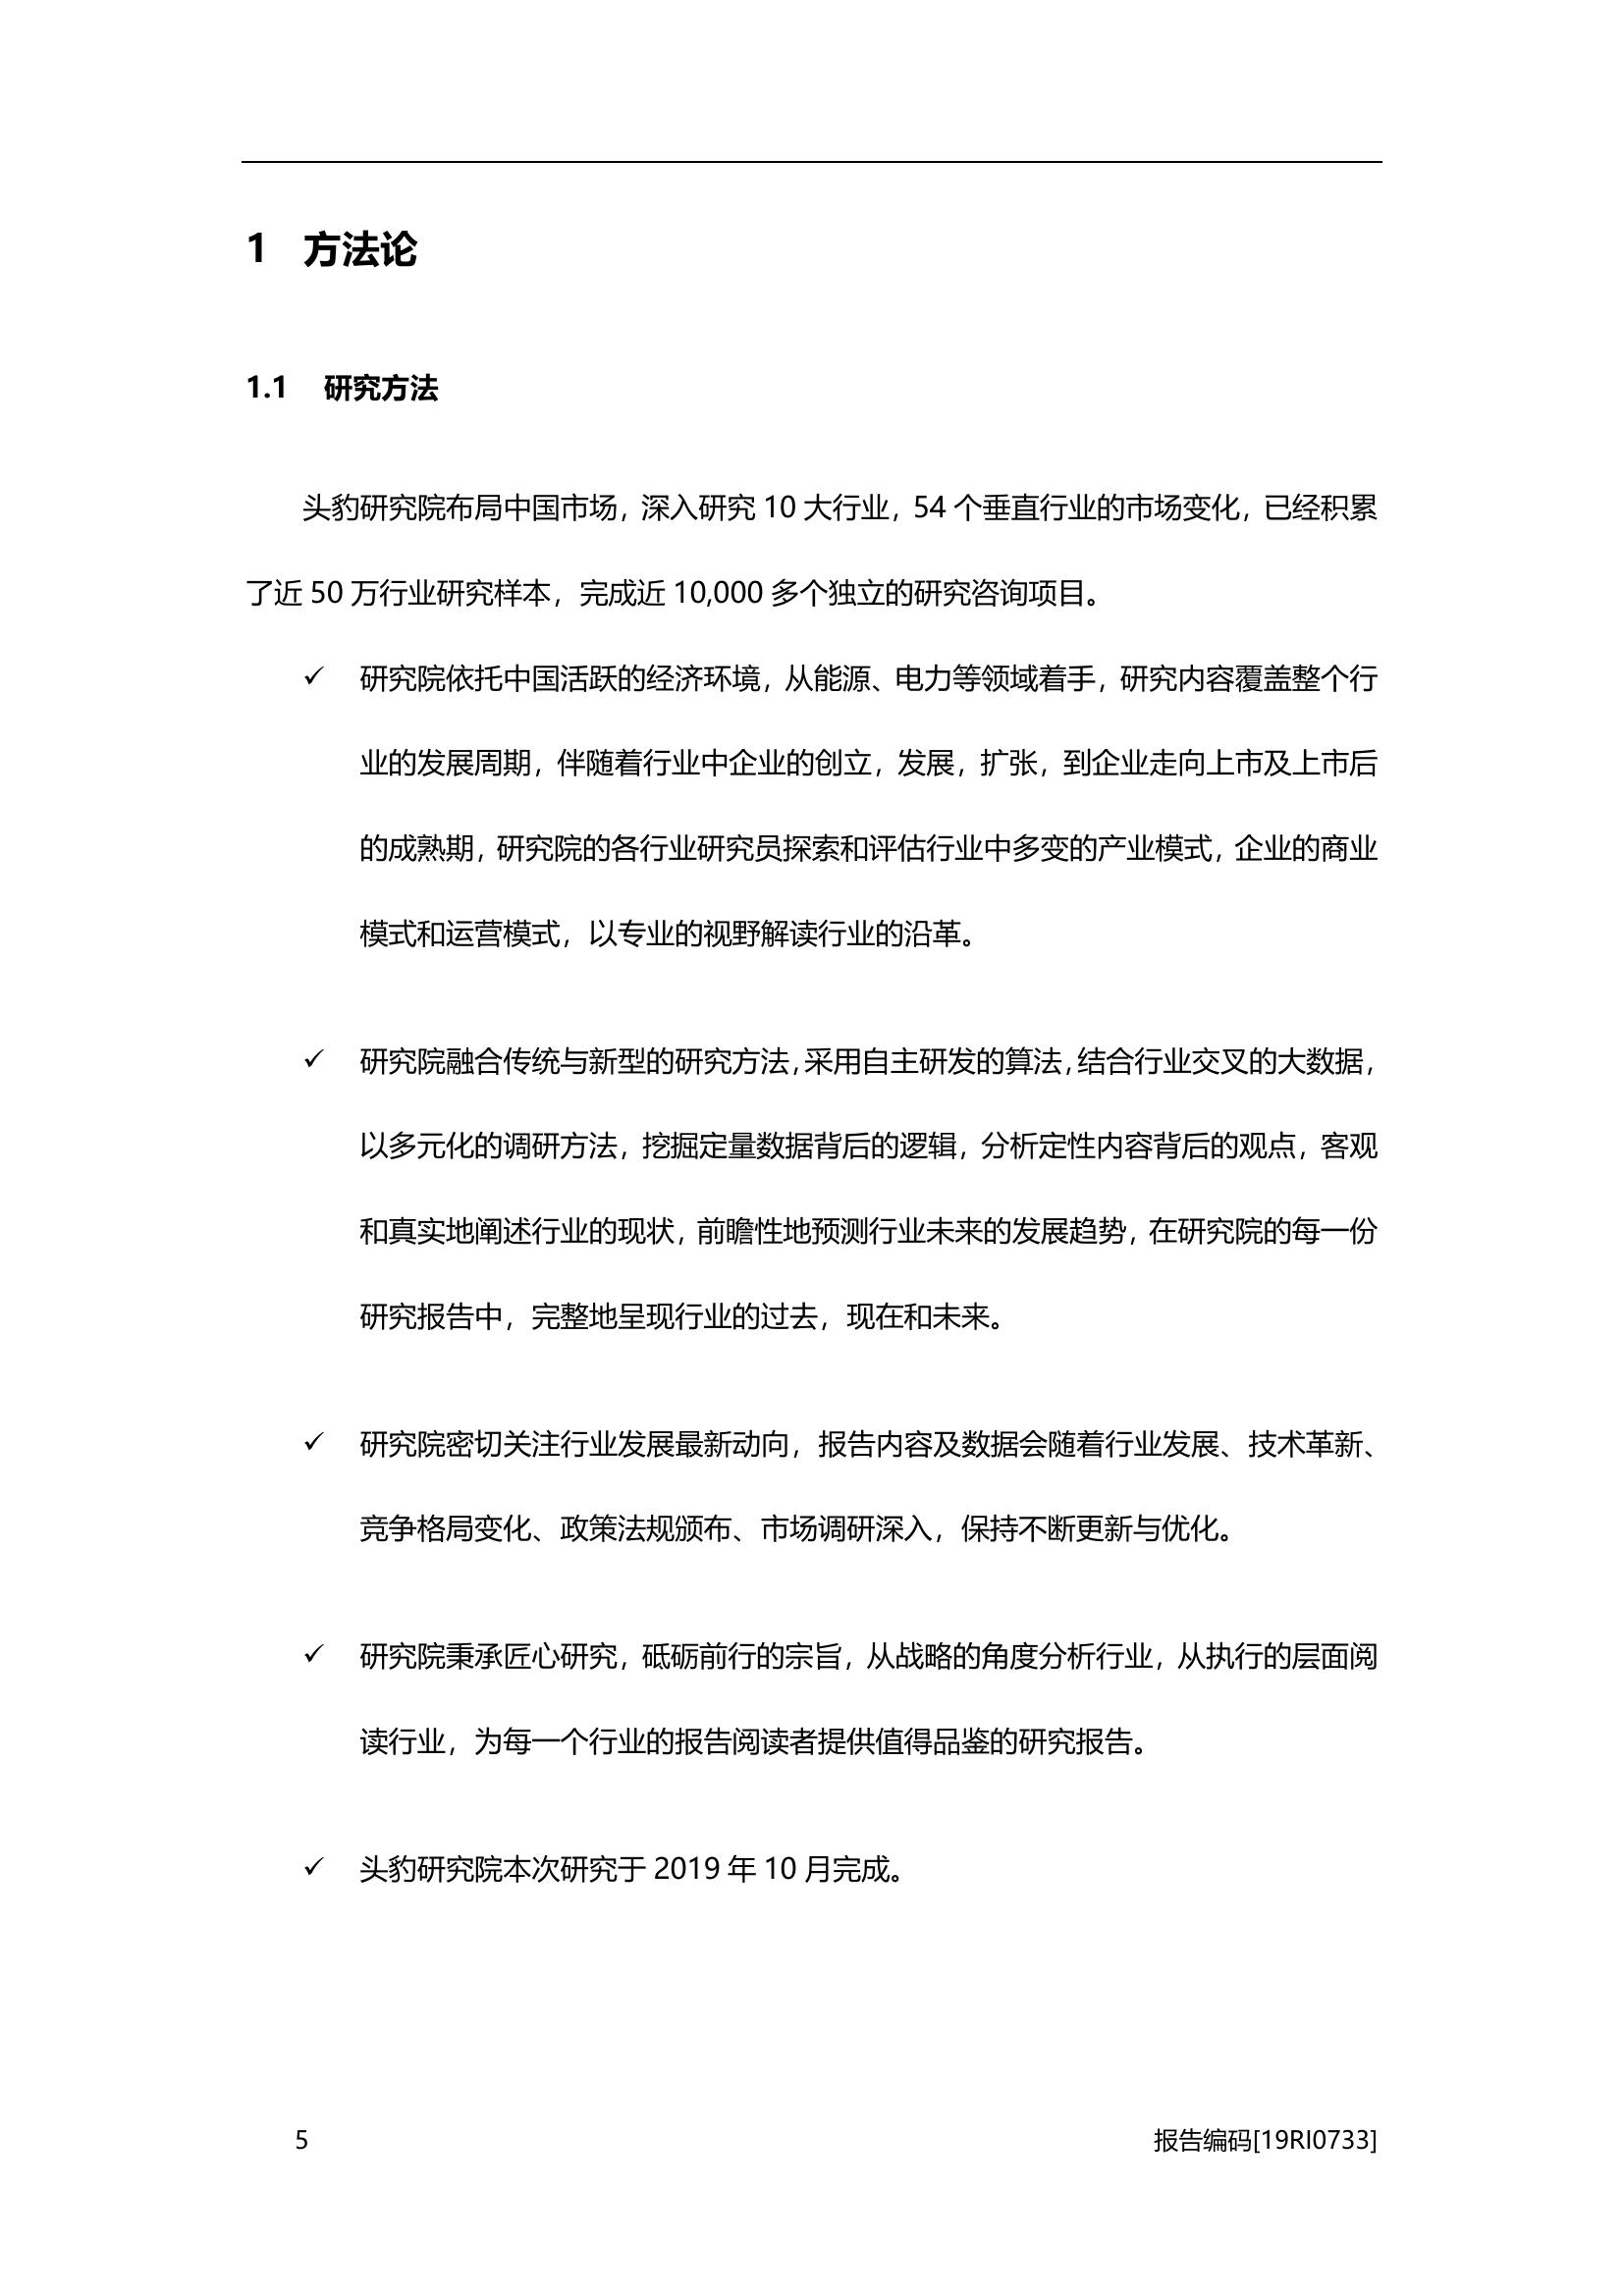 1 方法论
1.1 研究方法
头豹研究院布局中国市场，深入研究 10 大行业，54 个垂直行业的市场变化，已经积累
了近 50 万行业研究样本，完成近 10,000 多个独立的研究咨询项目。
✓ 研究院依托中国活跃的经济环境，从能源、电力等领域着手，研究内容覆盖整个行
业的发展周期，伴随着行业中企业的创立，发展，扩张，到企业走向上市及上市后
的成熟期，研究院的各行业研究员探索和评估行业中多变的产业模式，企业的商业
模式和运营模式，以专业的视野解读行业的沿革。
✓ 研究院融合传统与新型的研究方法，采用自主研发的算法，结合行业交叉的大数据，
以多元化的调研方法，挖掘定量数据背后的逻辑，分析定性内容背后的观点，客观
和真实地阐述行业的现状，前瞻性地预测行业未来的发展趋势，在研究院的每一份
研究报告中，完整地呈现行业的过去，现在和未来。
✓ 研究院密切关注行业发展最新动向，报告内容及数据会随着行业发展、技术革新、
竞争格局变化、政策法规颁布、市场调研深入，保持不断更新与优化。
✓ 研究院秉承匠心研究，砥砺前行的宗旨，从战略的角度分析行业，从执行的层面阅
读行业，为每一个行业的报告阅读者提供值得品鉴的研究报告。
✓ 头豹研究院本次研究于 2019 年 10 月完成。
5 报告编码[19RI0733]